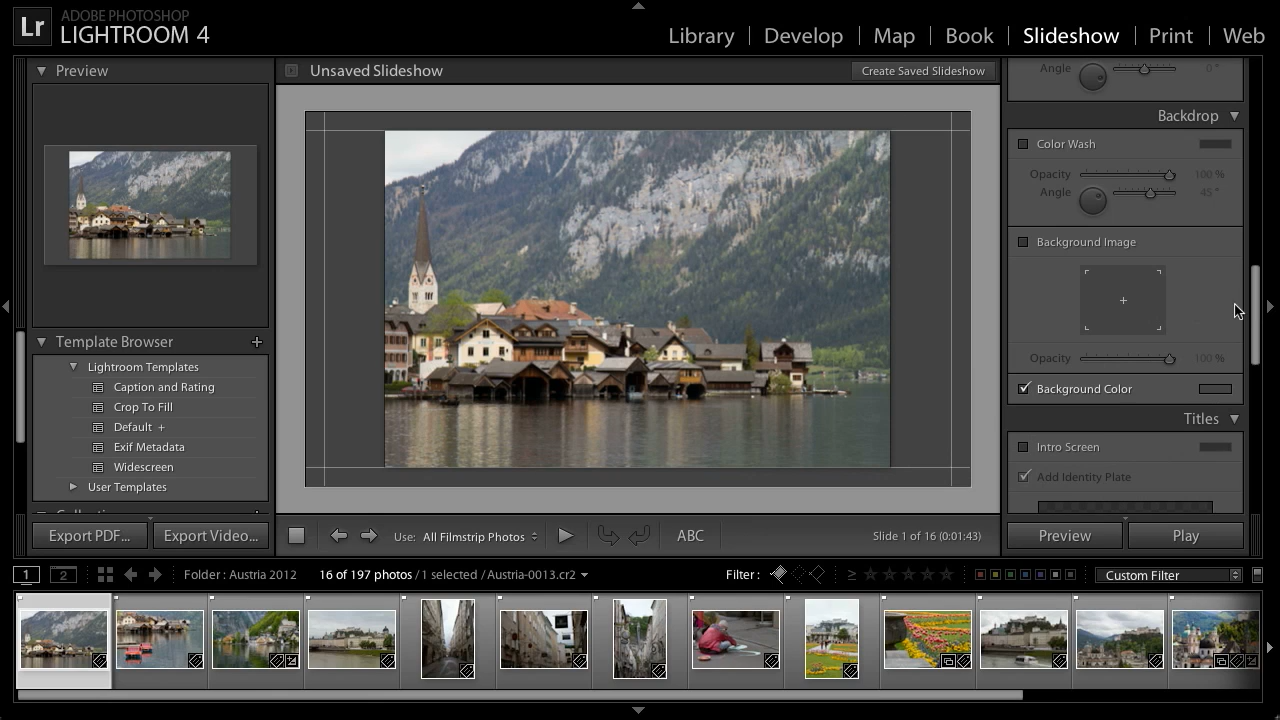 Lr
ADOBE PHOTOSHOP
LIGHTROOM 4
Library | Develop | Map | Book | Slideshow | Print | Web
Preview
Unsaved Slideshow
Create Saved Slideshow
Angle 0°
Backdrop
Color Wash
Opacity 100 %
Angle 45°
Background Image
Opacity 100 %
Background Color
Titles
Intro Screen
Add Identity Plate
Template Browser +
Lightroom Templates
Caption and Rating
Crop To Fill
Default +
Exif Metadata
Widescreen
User Templates
Export PDF...
Export Video...
Use: All Filmstrip Photos
ABC
Slide 1 of 16 (0:01:43)
Preview
Play
1
2
Folder : Austria 2012
16 of 197 photos / 1 selected / Austria-0013.cr2
Filter :
≥
Custom Filter